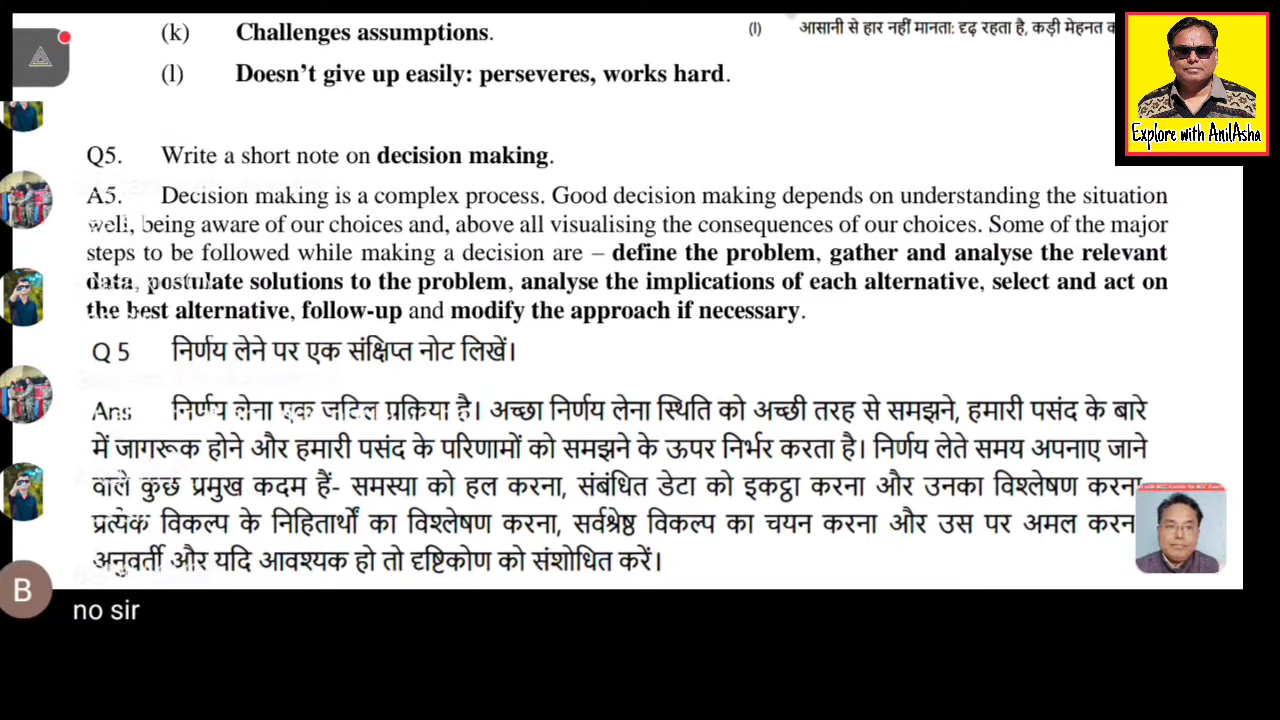 (k) Challenges assumptions.
(l) आसानी से हार नहीं मानता: दृढ़ रहता है, कड़ी मेहनत
(l) Doesn't give up easily: perseveres, works hard.
Explore with AnilAsha
Q5. Write a short note on decision making.
A5. Decision making is a complex process. Good decision making depends on understanding the situation
well, being aware of our choices and, above all visualising the consequences of our choices. Some of the major
steps to be followed while making a decision are – define the problem, gather and analyse the relevant
data, postulate solutions to the problem, analyse the implications of each alternative, select and act on
the best alternative, follow-up and modify the approach if necessary.
Q 5 निर्णय लेने पर एक संक्षिप्त नोट लिखें।
Ans निर्णय लेना एक जटिल प्रक्रिया है। अच्छा निर्णय लेना स्थिति को अच्छी तरह से समझने, हमारी पसंद के बारे
में जागरूक होने और हमारी पसंद के परिणामों को समझने के ऊपर निर्भर करता है। निर्णय लेते समय अपनाए जाने
वाले कुछ प्रमुख कदम हैं- समस्या को हल करना, संबंधित डेटा को इकट्ठा करना और उनका विश्लेषण करना
प्रत्येक विकल्प के निहितार्थों का विश्लेषण करना, सर्वश्रेष्ठ विकल्प का चयन करना और उस पर अमल करन
अनुवर्ती और यदि आवश्यक हो तो दृष्टिकोण को संशोधित करें।
B
no sir